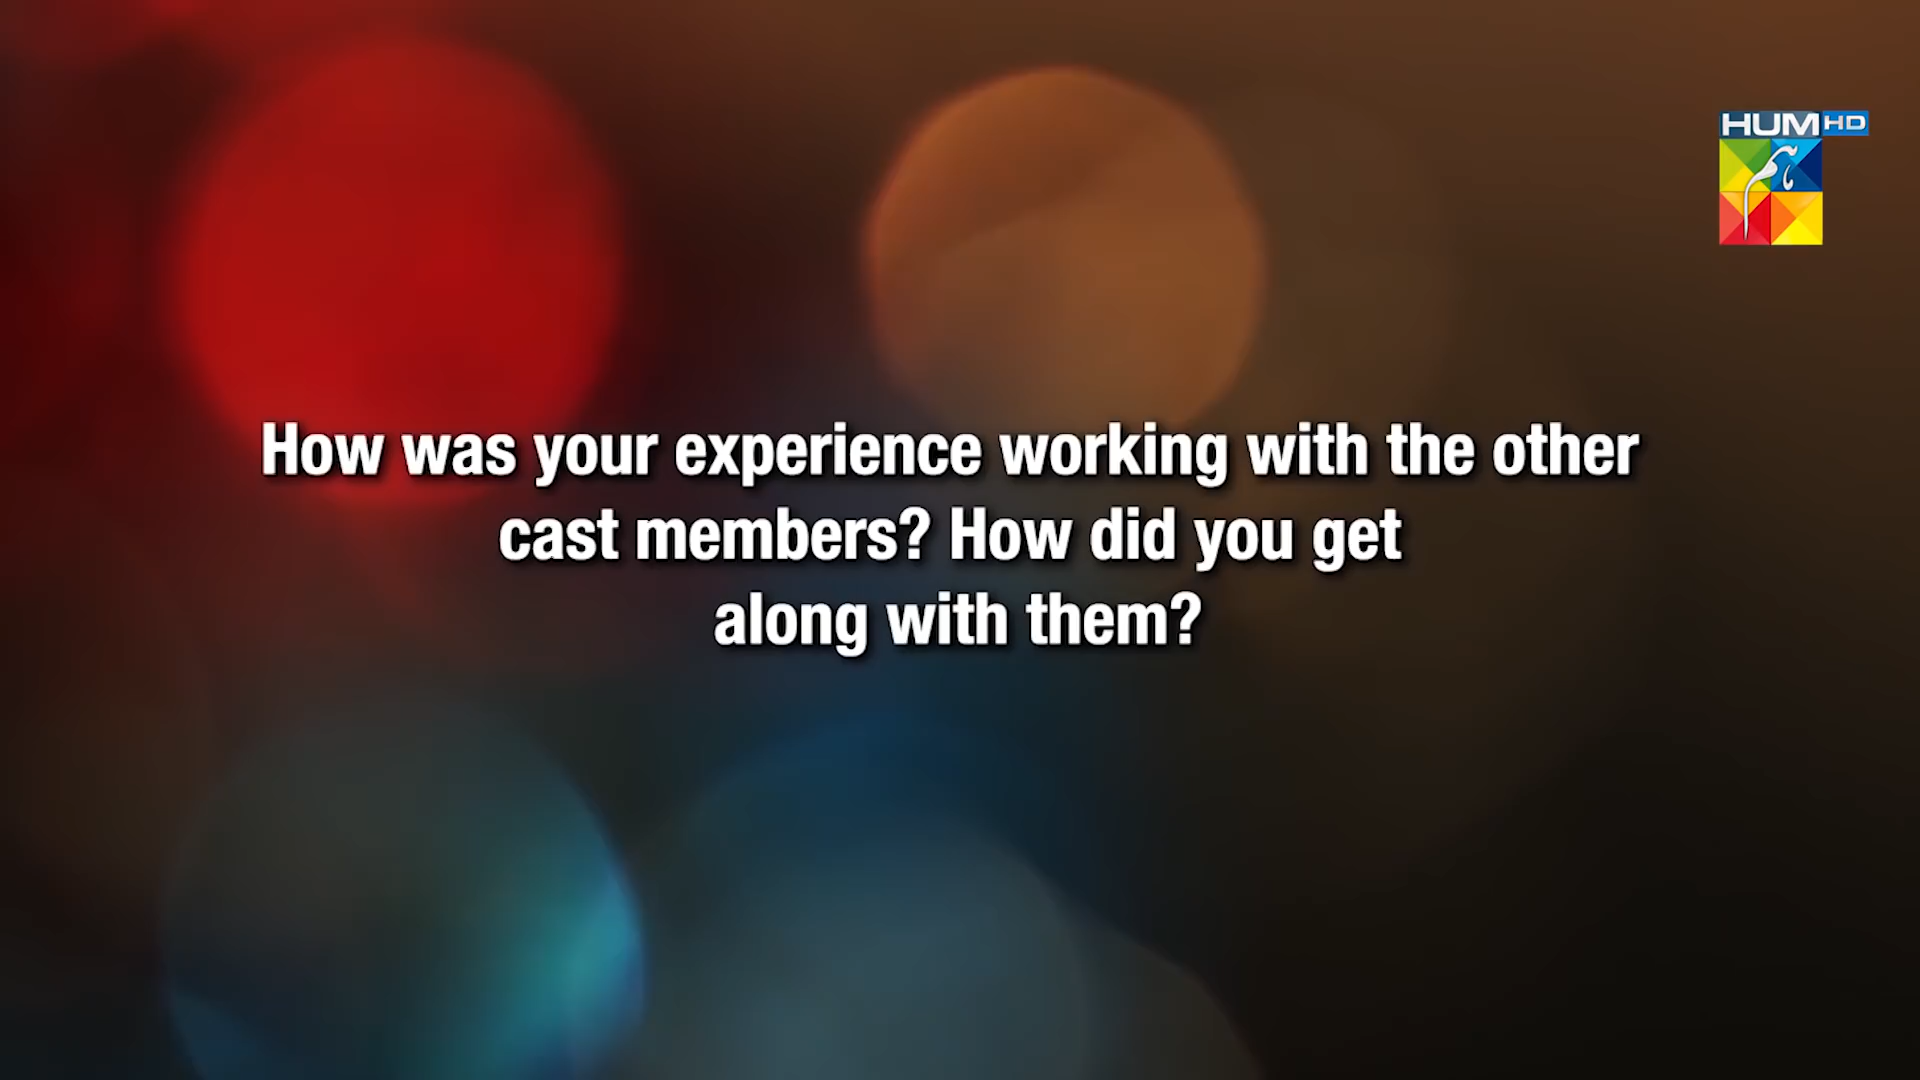 HUM HD
ہم
How was your experience working with the other
cast members? How did you get
along with them?